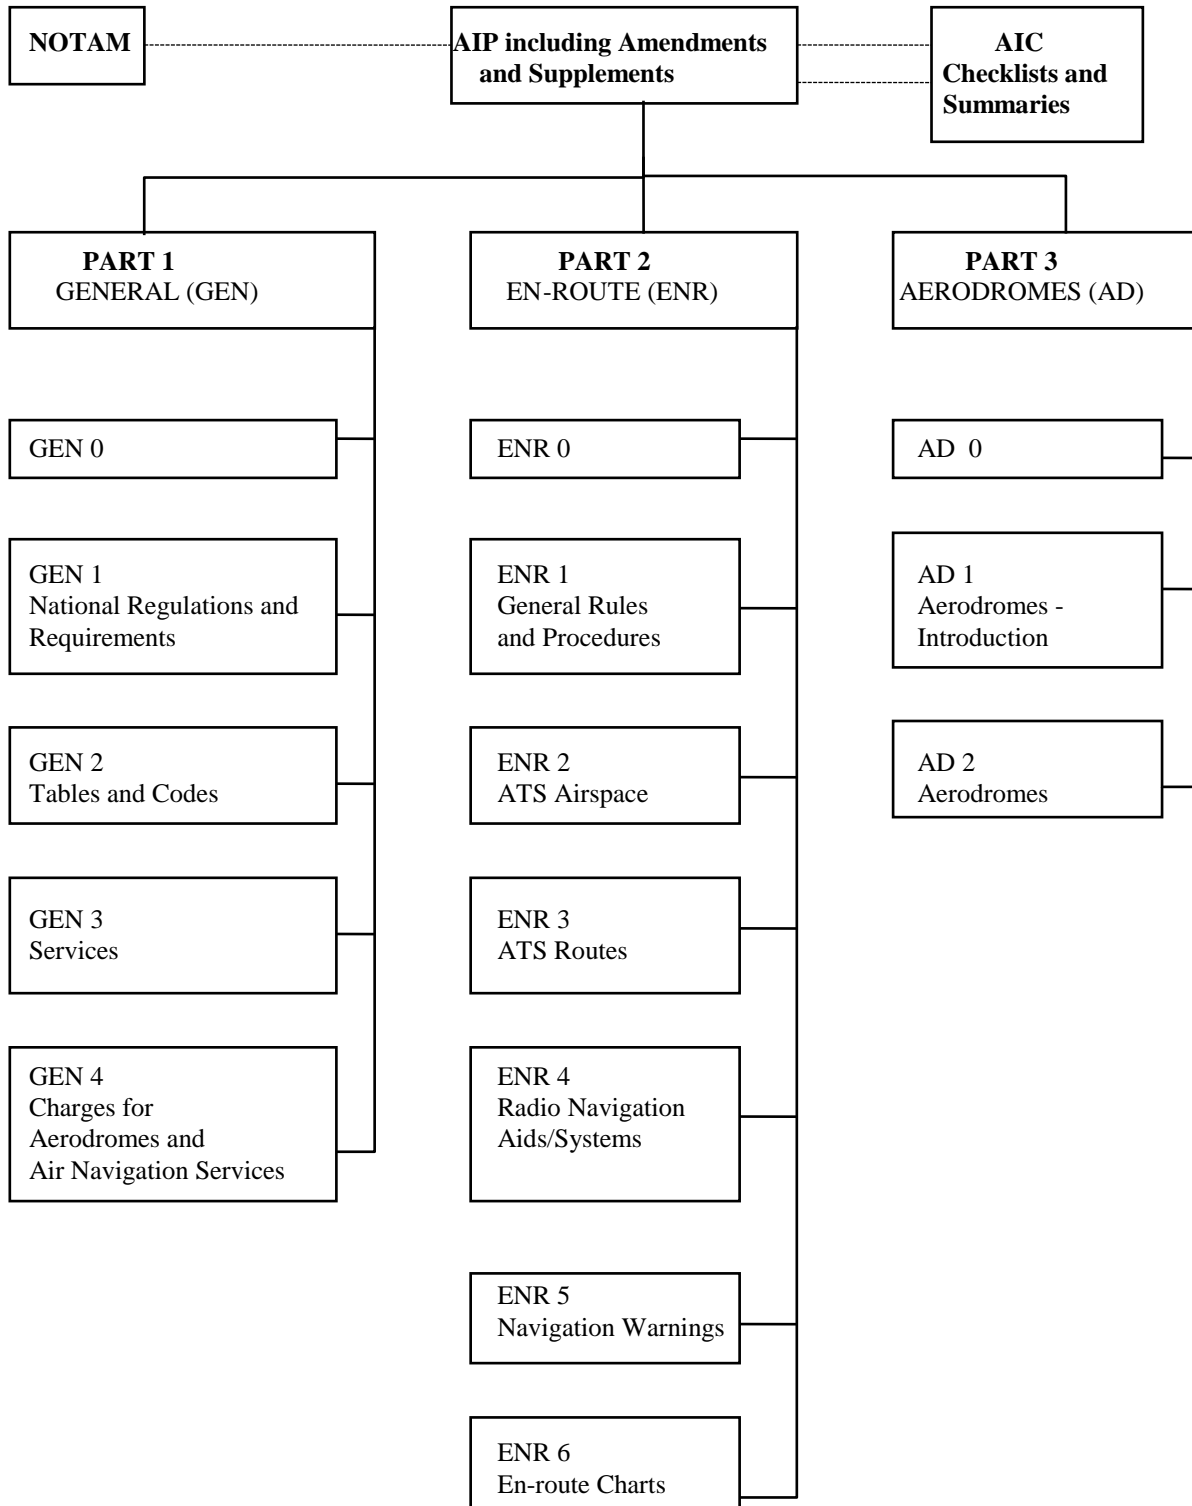 NOTAM
AIP including Amendments
and Supplements
AIC
Checklists and
Summaries
PART 1
GENERAL (GEN)
PART 2
EN-ROUTE (ENR)
PART 3
AERODROMES (AD)
GEN 0
GEN 1
National Regulations and
Requirements
GEN 2
Tables and Codes
GEN 3
Services
GEN 4
Charges for
Aerodromes and
Air Navigation Services
ENR 0
ENR 1
General Rules
and Procedures
ENR 2
ATS Airspace
ENR 3
ATS Routes
ENR 4
Radio Navigation
Aids/Systems
ENR 5
Navigation Warnings
ENR 6
En-route Charts
AD 0
AD 1
Aerodromes -
Introduction
AD 2
Aerodromes